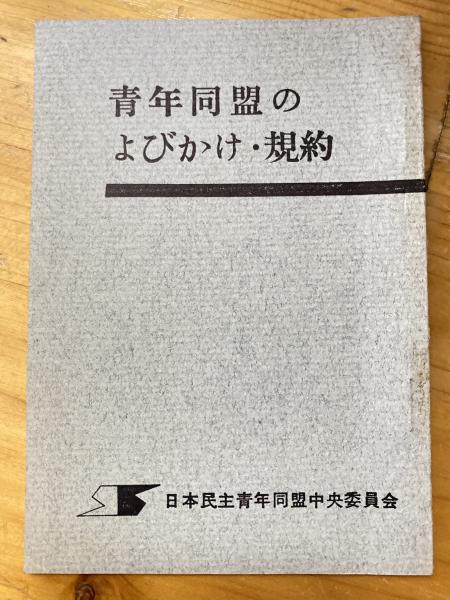 青年同盟の
よびかけ・規約
日本民主青年同盟中央委員会